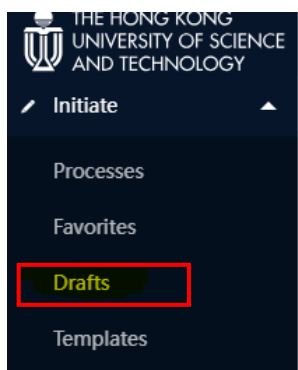 THE HONG KONG
UNIVERSITY OF SCIENCE
AND TECHNOLOGY
Initiate
Processes
Favorites
Drafts
Templates